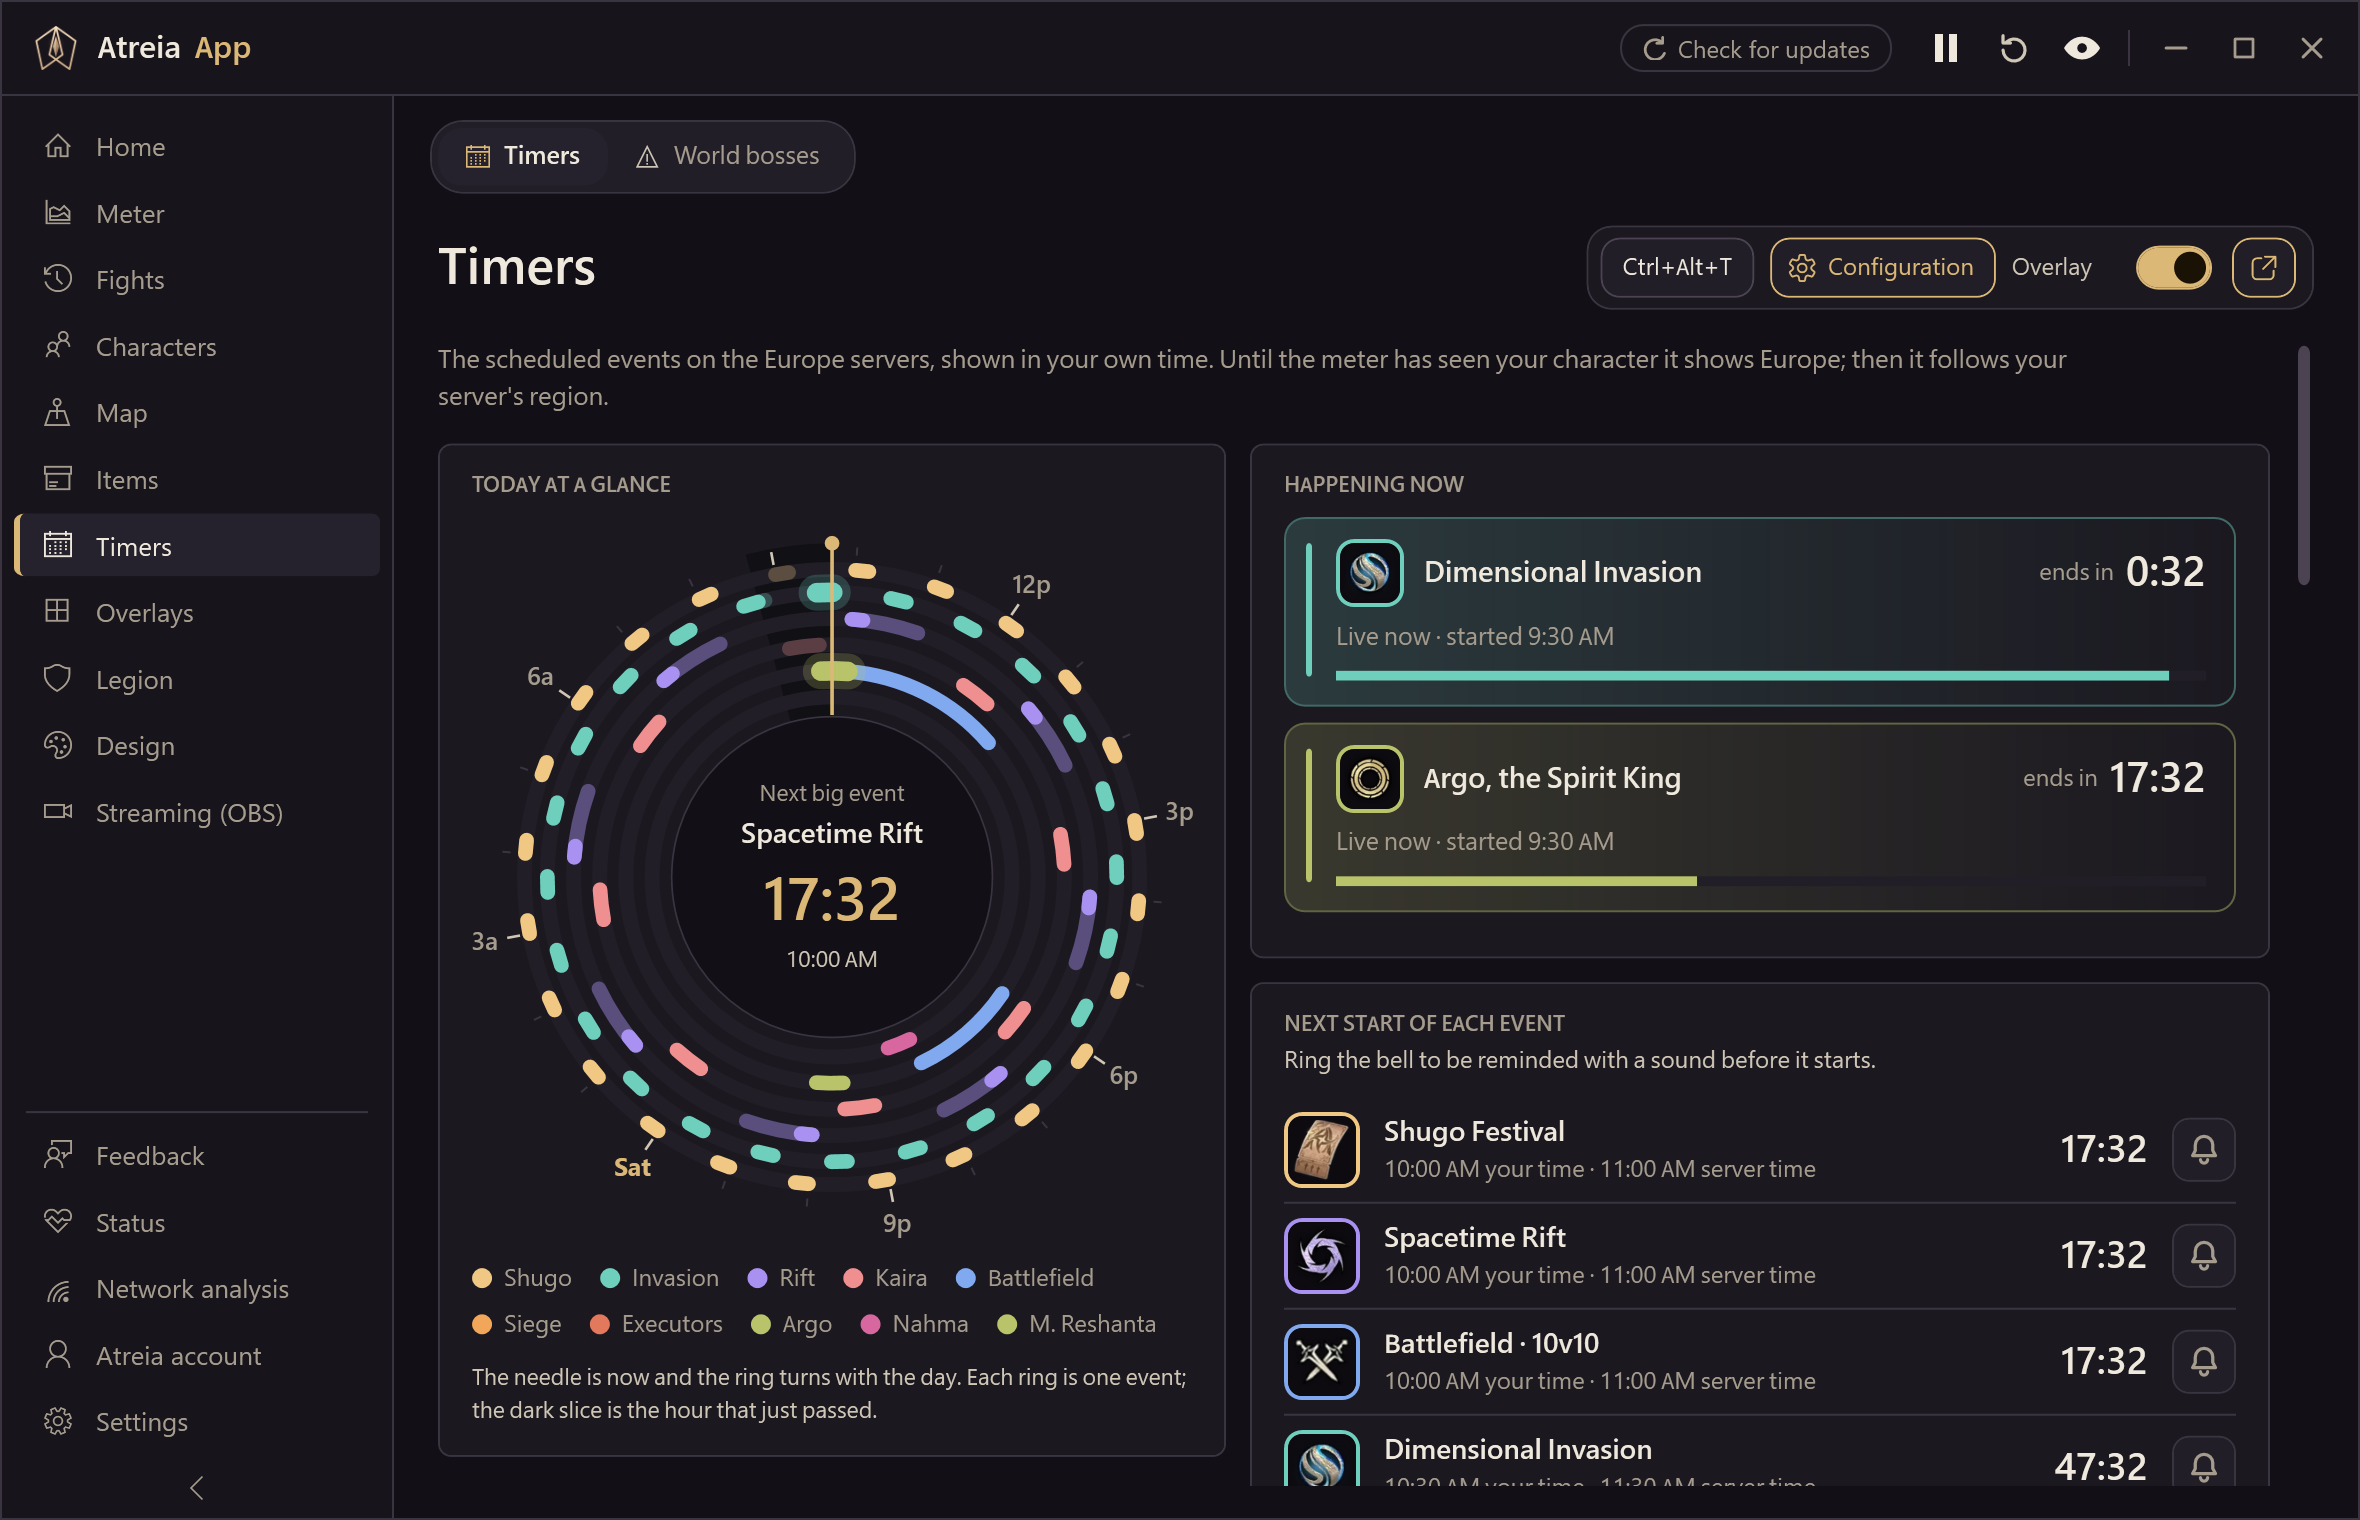 Atreia App
Check for updates
Home
Meter
Fights
Characters
Map
Items
Timers
Overlays
Legion
Design
Streaming (OBS)
Feedback
Status
Network analysis
Atreia account
Settings
Timers
World bosses
Timers
Ctrl+Alt+T
Configuration
Overlay
The scheduled events on the Europe servers, shown in your own time. Until the meter has seen your character it shows Europe; then it follows your
server's region.
TODAY AT A GLANCE
12p
3p
6p
9p
Sat
3a
6a
Next big event
Spacetime Rift
17:32
10:00 AM
Shugo
Invasion
Rift
Kaira
Battlefield
Siege
Executors
Argo
Nahma
M. Reshanta
The needle is now and the ring turns with the day. Each ring is one event;
the dark slice is the hour that just passed.
HAPPENING NOW
Dimensional Invasion
ends in 0:32
Live now · started 9:30 AM
Argo, the Spirit King
ends in 17:32
Live now · started 9:30 AM
NEXT START OF EACH EVENT
Ring the bell to be reminded with a sound before it starts.
Shugo Festival
10:00 AM your time · 11:00 AM server time
17:32
Spacetime Rift
10:00 AM your time · 11:00 AM server time
17:32
Battlefield · 10v10
10:00 AM your time · 11:00 AM server time
17:32
Dimensional Invasion
10:30 AM your time · 11:30 AM server time
47:32